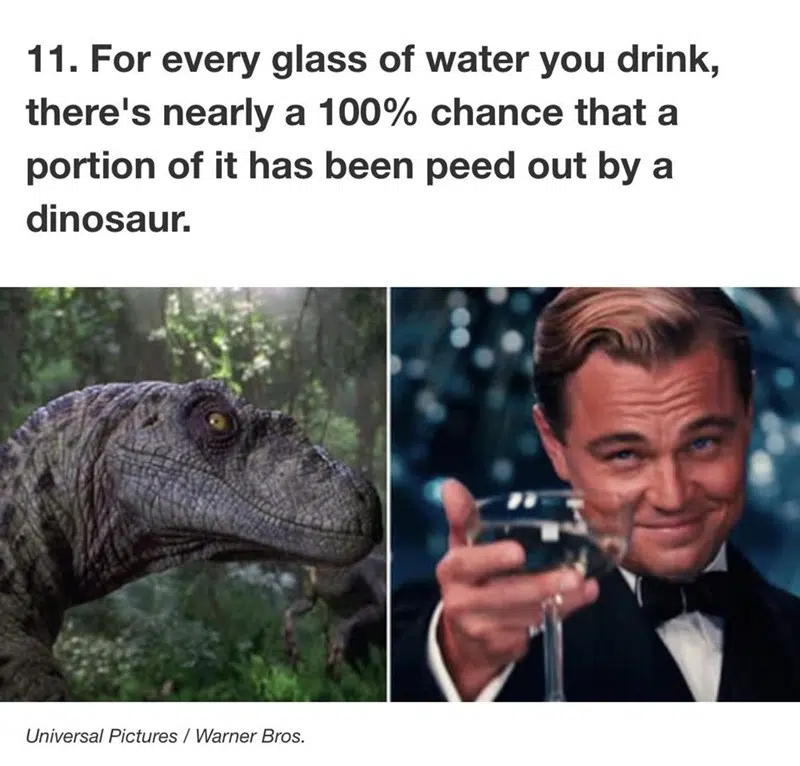 11. For every glass of water you drink,
there's nearly a 100% chance that a
portion of it has been peed out by a
dinosaur.
Universal Pictures / Warner Bros.